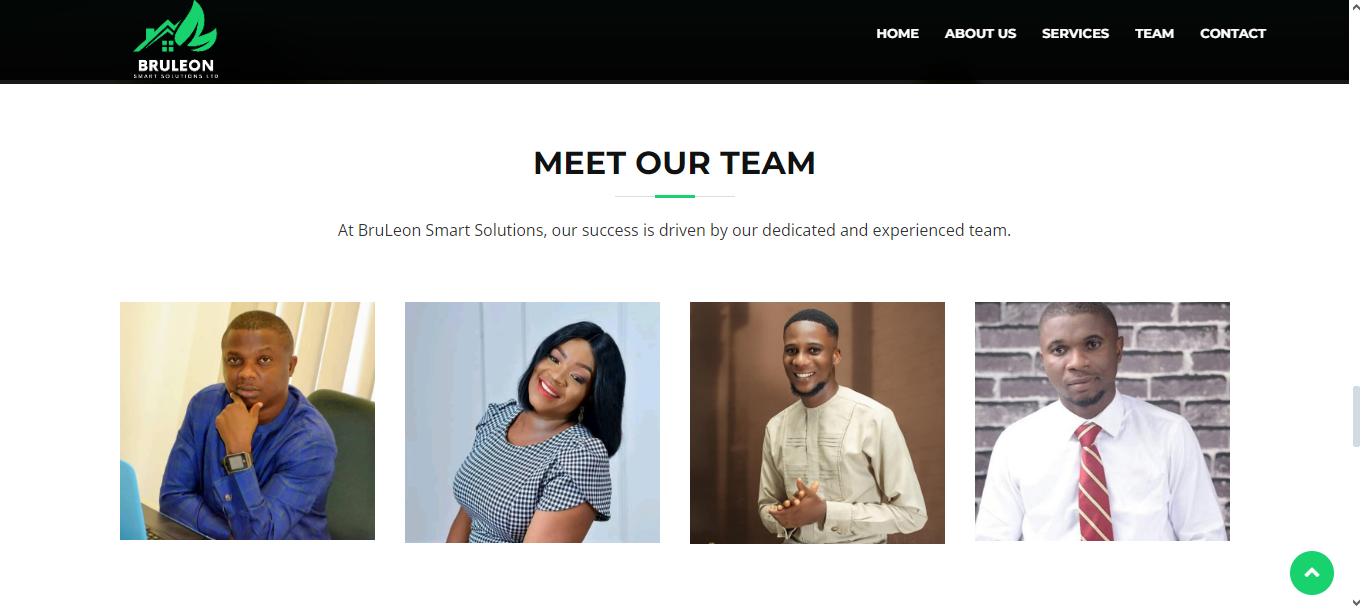 BRULEON
SMART SOLUTIONS LTD
HOME ABOUT US SERVICES TEAM CONTACT
MEET OUR TEAM
At BruLeon Smart Solutions, our success is driven by our dedicated and experienced team.